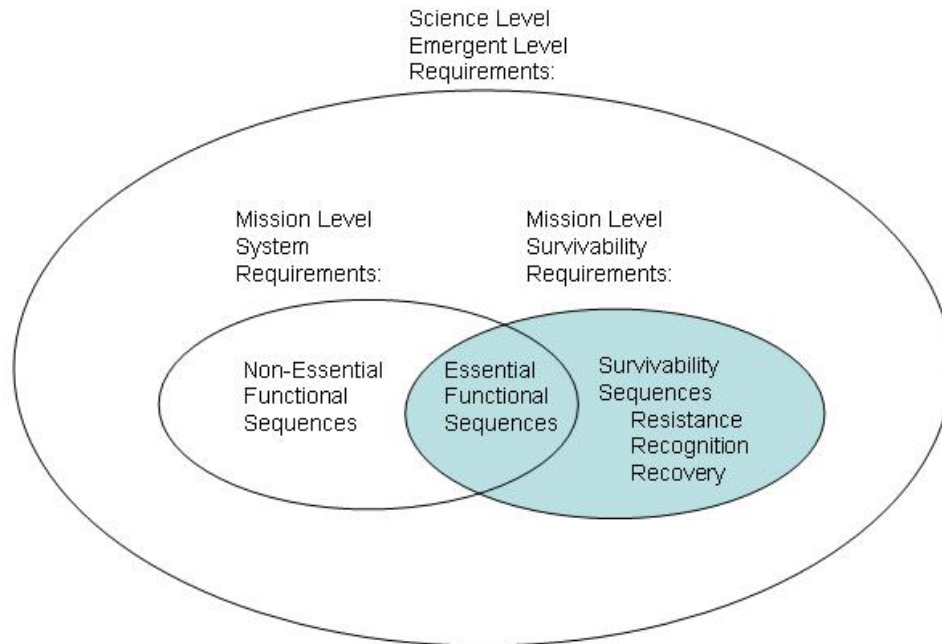 Science Level
Emergent Level
Requirements:
Mission Level
System
Requirements:
Mission Level
Survivability
Requirements:
Non-Essential
Functional
Sequences
Essential
Functional
Sequences
Survivability
Sequences
Resistance
Recognition
Recovery